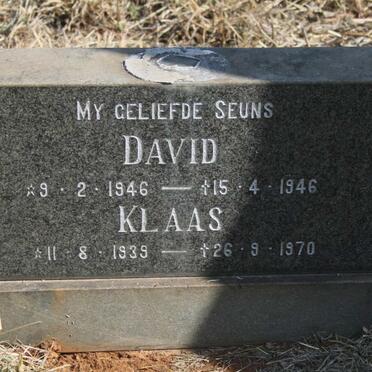 MY GELIEFDE SEUNS
DAVID
☆9 · 2 · 1946 — †15 · 4 · 1946
KLAAS
☆11 · 8 · 1939 — †26 · 9 · 1970